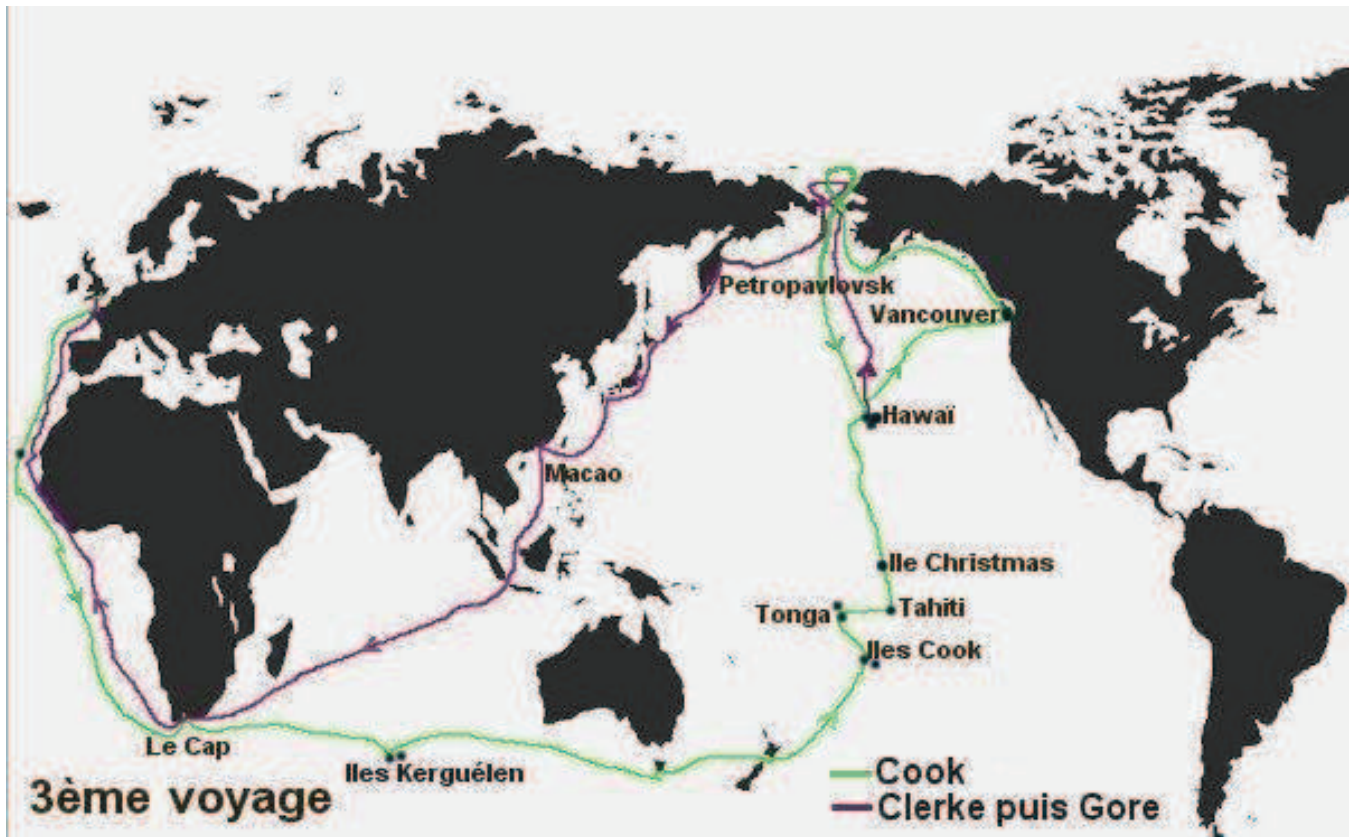 Petropavlovsk
Vancouver
Hawaï
Macao
Ile Christmas
Tonga
Tahiti
Iles Cook
Le Cap
Iles Kerguélen
3ème voyage
Cook
Clerke puis Gore